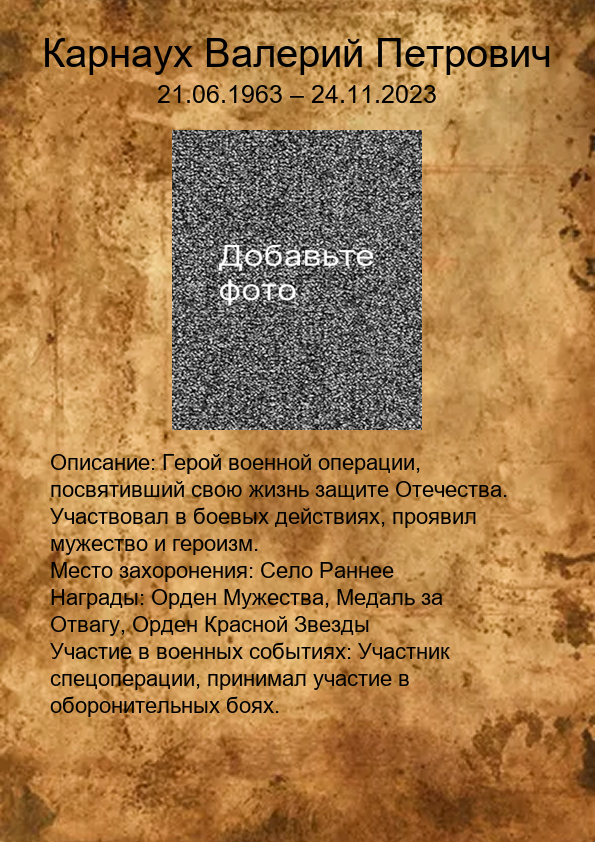 Карнаух Валерий Петрович
21.06.1963 – 24.11.2023
Добавьте
фото
Описание: Герой военной операции,
посвятивший свою жизнь защите Отечества.
Участвовал в боевых действиях, проявил
мужество и героизм.
Место захоронения: Село Раннее
Награды: Орден Мужества, Медаль за
Отвагу, Орден Красной Звезды
Участие в военных событиях: Участник
спецоперации, принимал участие в
оборонительных боях.